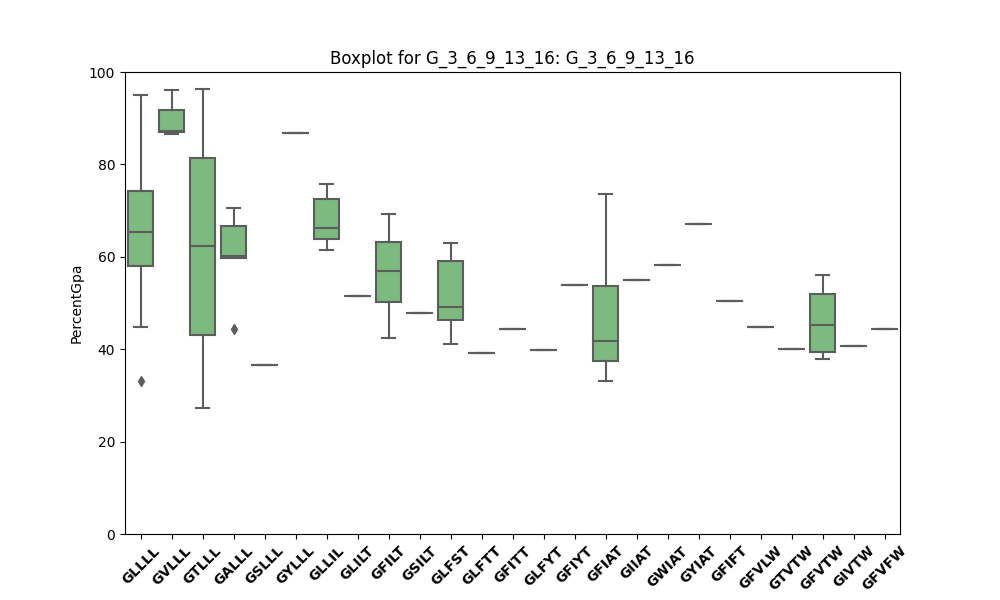 Boxplot for G_3_6_9_13_16: G_3_6_9_13_16
100
80
60
40
20
0
PercentGpa
GLLLL
GVLLL
GTLLL
GALLL
GSLLL
GYLLL
GLLIL
GLILT
GFILT
GSILT
GLFST
GLFTT
GFITT
GLFYT
GFIYT
GFIAT
GIIAT
GWIAT
GYIAT
GFIFT
GFVLW
GTVTW
GFVTW
GIVTW
GFVFW